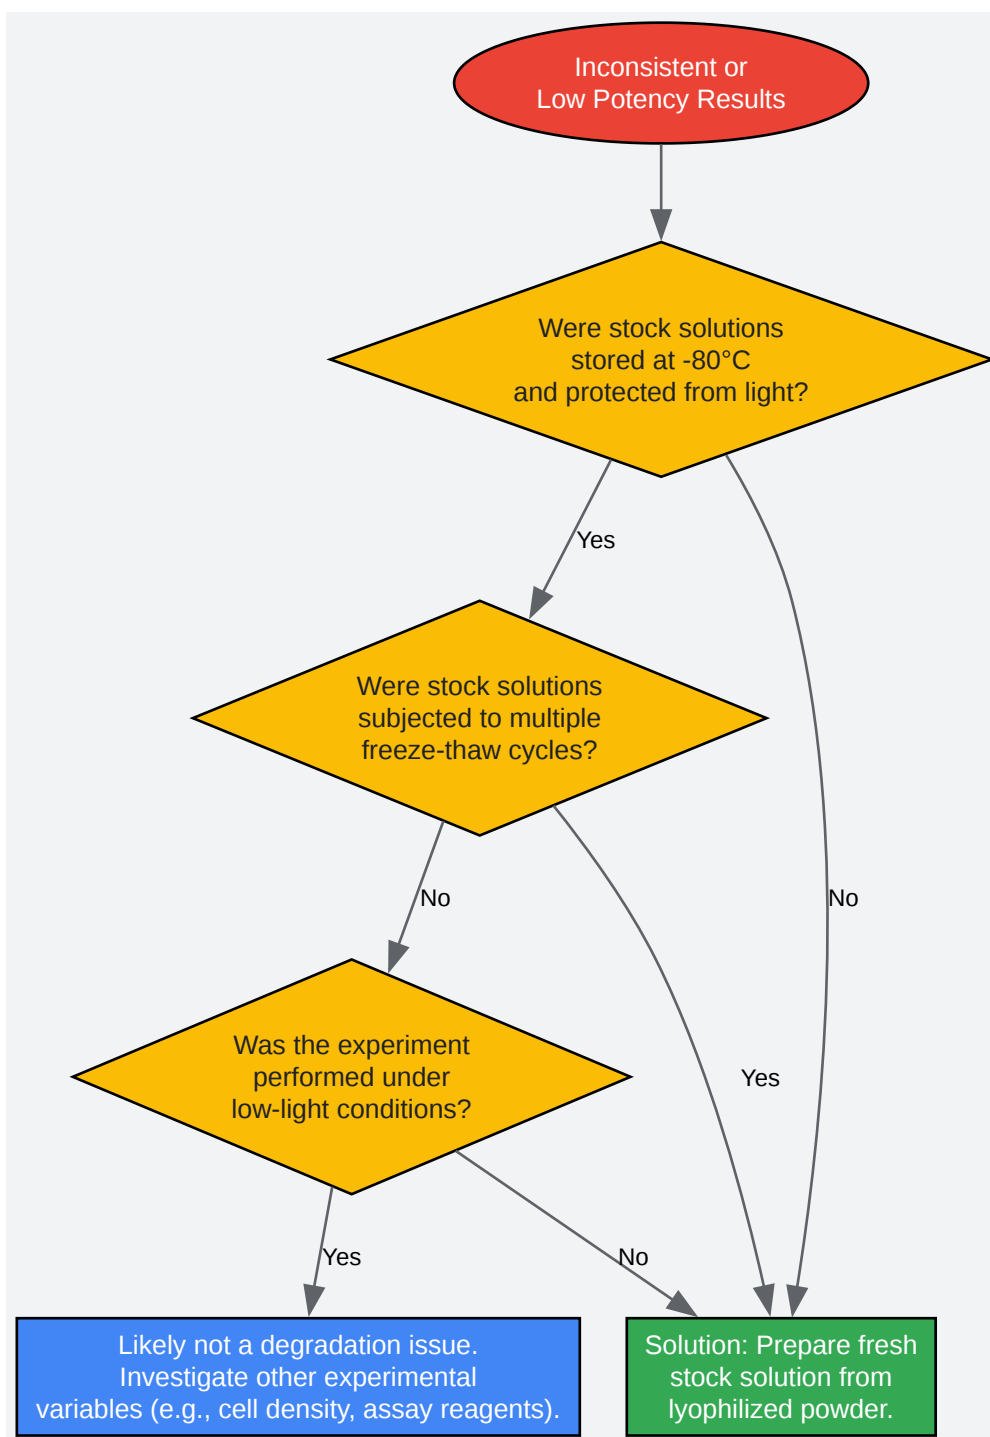 Inconsistent or
Low Potency Results
Were stock solutions
stored at -80°C
and protected from light?
Yes
Were stock solutions
subjected to multiple
freeze-thaw cycles?
No
No
Was the experiment
performed under
low-light conditions?
Yes
Yes
No
Likely not a degradation issue.
Investigate other experimental
variables (e.g., cell density, assay reagents).
Solution: Prepare fresh
stock solution from
lyophilized powder.